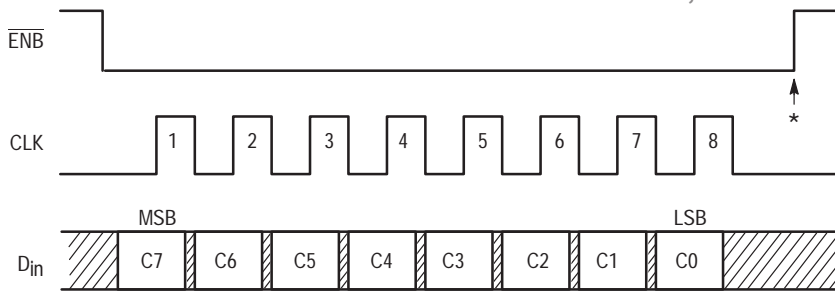 ENB
*
CLK 1 2 3 4 5 6 7 8
MSB LSB
Din C7 C6 C5 C4 C3 C2 C1 C0